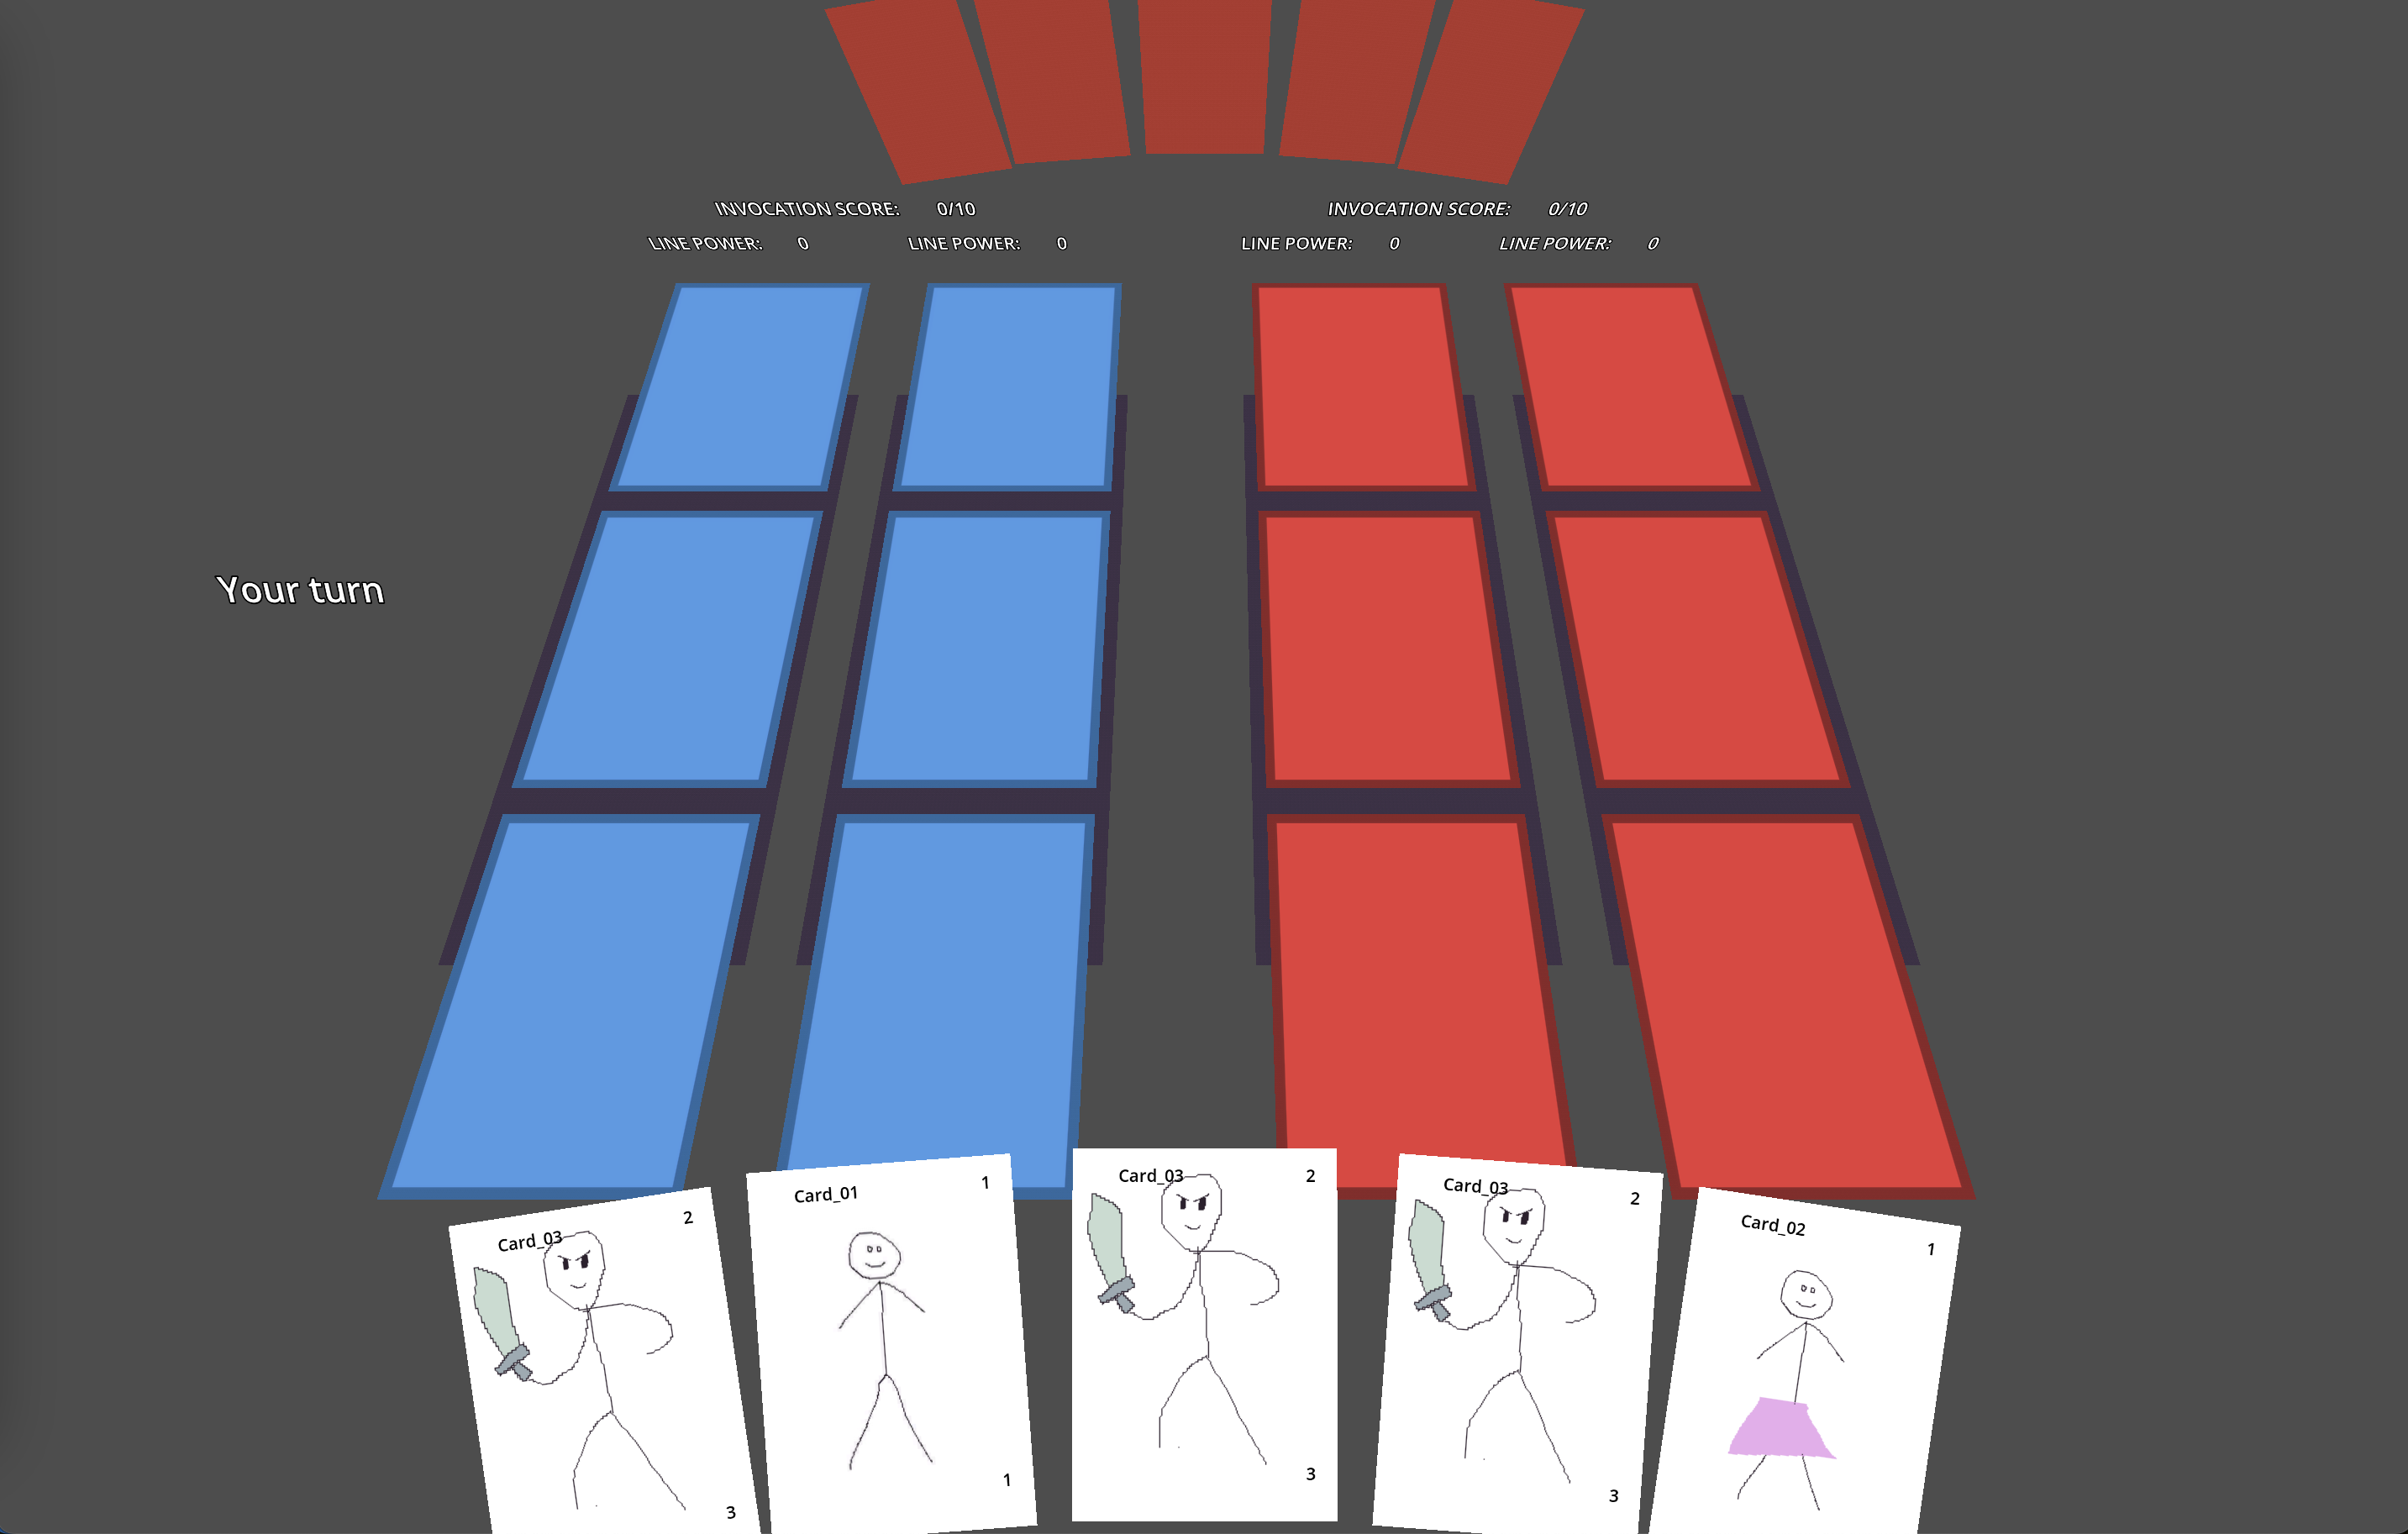 INVOCATION SCORE: 0/10
INVOCATION SCORE: 0/10
LINE POWER: 0
LINE POWER: 0
LINE POWER: 0
LINE POWER: 0
Your turn
Card_03 2
3
Card_01 1
1
Card_03 2
3
Card_03 2
3
Card_02 1